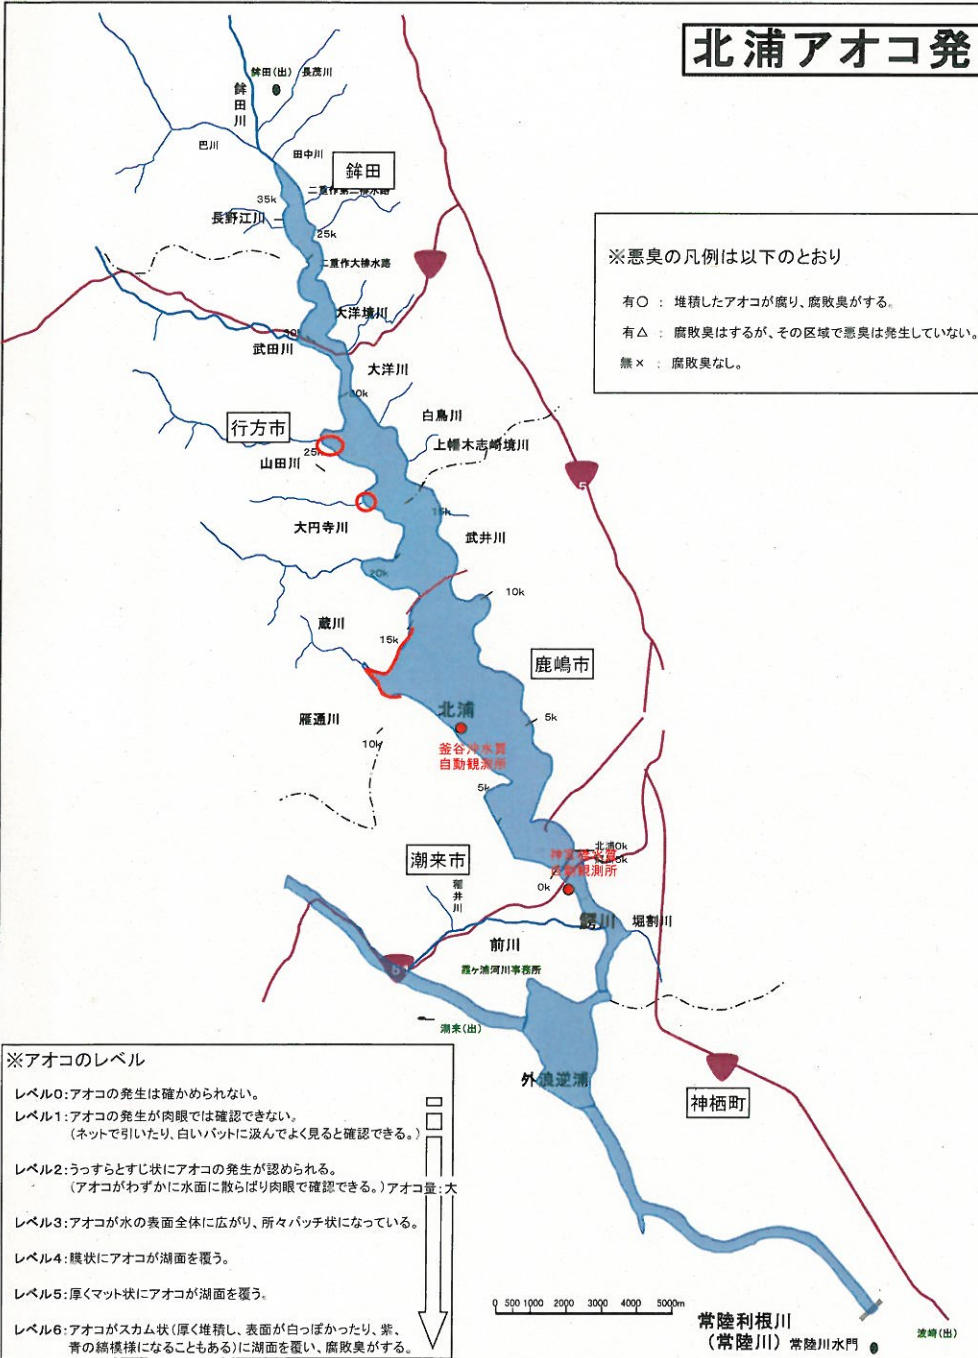 北浦アオコ発
鉾田(出)
長茂川
鉾田川
巴川
田中川
鉾田
35k
二重作第二排水路
長野江川
25k
二重作大排水路
大洋境川
武田川
大洋川
白鳥川
行方市
25k
山田川
上幡木志崎境川
5
15k
大円寺川
武井川
20k
10k
蔵川
15k
鹿嶋市
北浦
雁通川
5k
10k
釜谷沖水質
自動観測所
5k
北浦0k
潮来市
0k
稲井川
鰐川
堀割川
前川
霞ヶ浦河川事務所
潮来(出)
外浪逆浦
神栖町
※悪臭の凡例は以下のとおり
有○ : 堆積したアオコが腐り、腐敗臭がする。
有△ : 腐敗臭はするが、その区域で悪臭は発生していない。
無× : 腐敗臭なし。
※アオコのレベル
レベル0:アオコの発生は確かめられない。
レベル1:アオコの発生が肉眼では確認できない。
(ネットで引いたり、白いバットに汲んでよく見ると確認できる。)
レベル2:うっすらとすじ状にアオコの発生が認められる。
(アオコがわずかに水面に散らばり肉眼で確認できる。)アオコ量:大
レベル3:アオコが水の表面全体に広がり、所々パッチ状になっている。
レベル4:膜状にアオコが湖面を覆う。
レベル5:厚くマット状にアオコが湖面を覆う。
レベル6:アオコがスカム状(厚く堆積し、表面が白っぽかったり、紫、
青の縞模様になることもある)に湖面を覆い、腐敗臭がする。
0 500 1000 2000 3000 4000 5000m
常陸利根川
(常陸川)
常陸川水門
波崎(出)